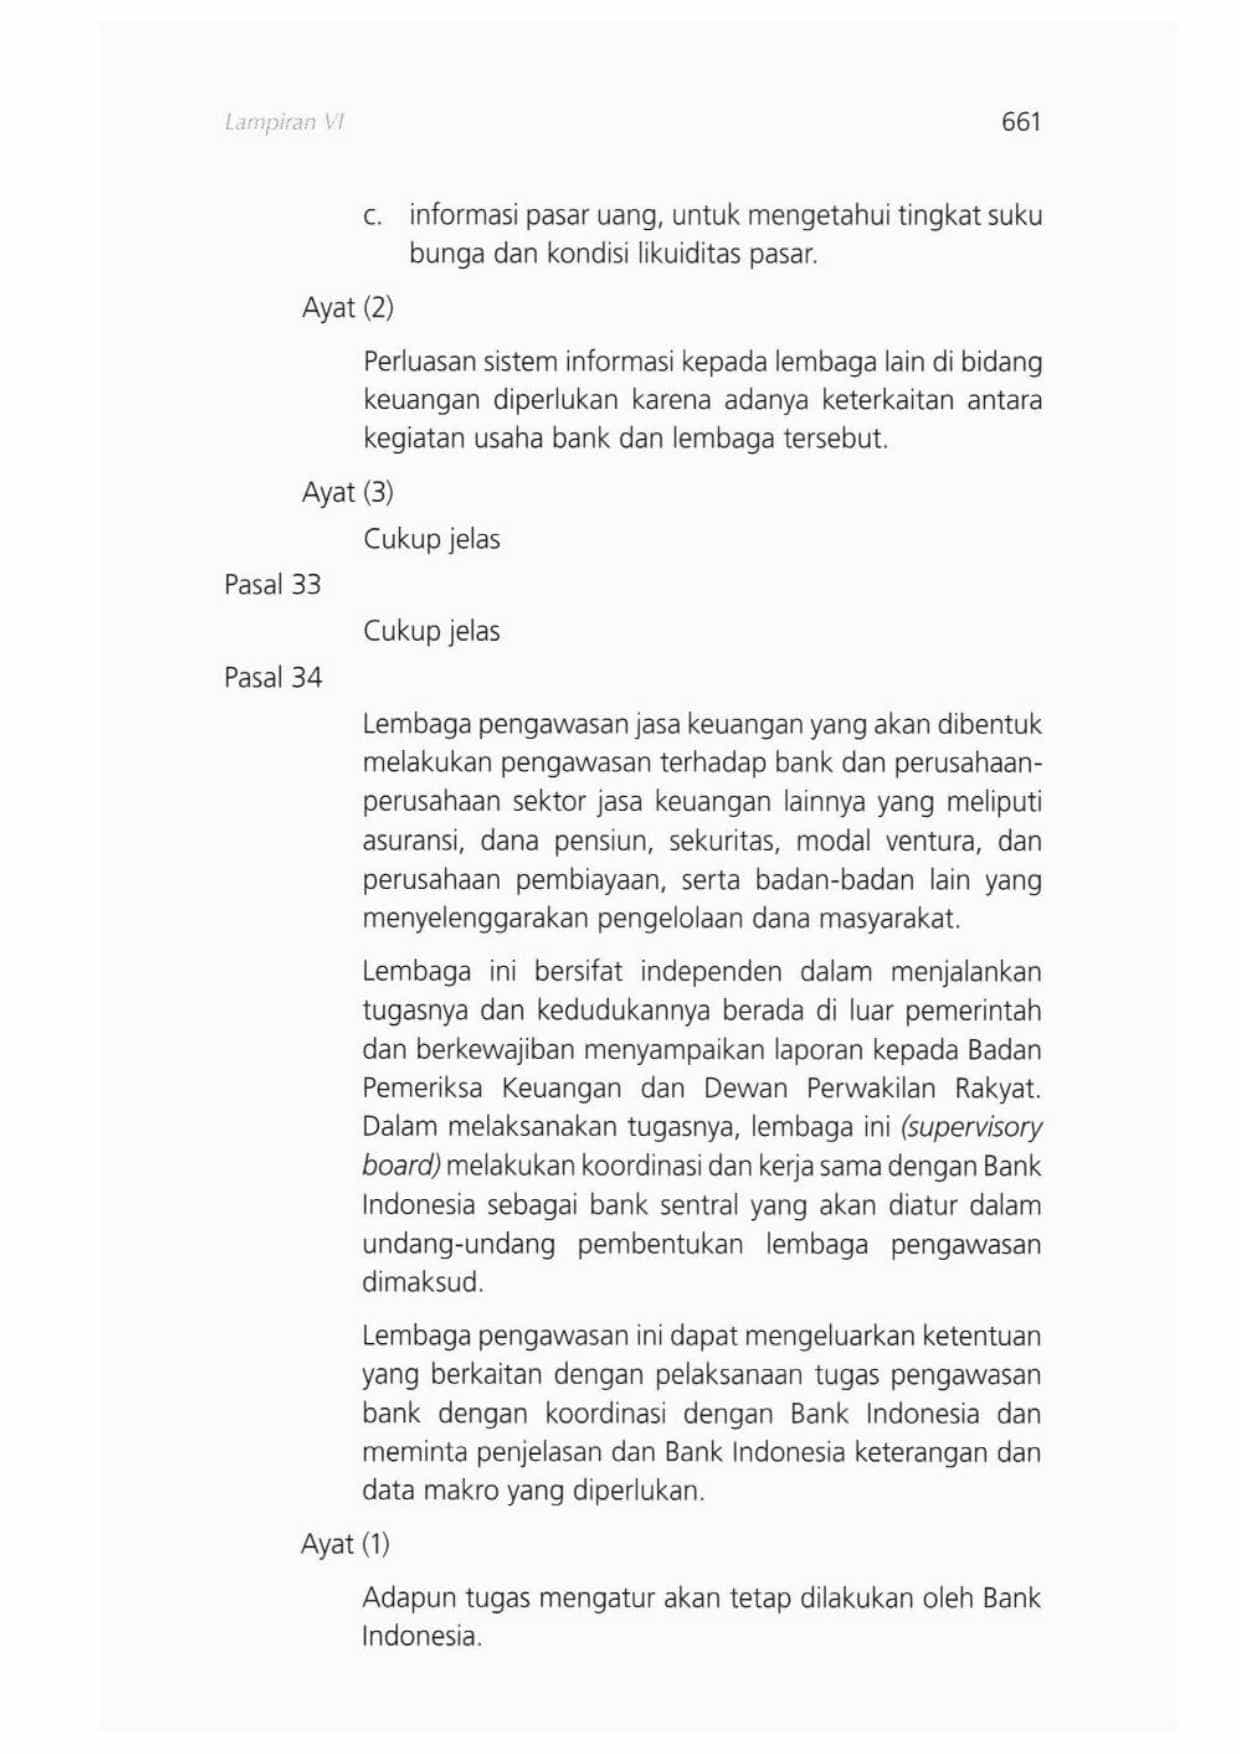 Lampiran VI
661
c. informasi pasar uang, untuk mengetahui tingkat suku
bunga dan kondisi likuiditas pasar.
Ayat (2)
Perluasan sistem informasi kepada lembaga lain di bidang
keuangan diperlukan karena adanya keterkaitan antara
kegiatan usaha bank dan lembaga tersebut.
Ayat (3)
Cukup jelas
Pasal 33
Cukup jelas
Pasal 34
Lembaga pengawasan jasa keuangan yang akan dibentuk
melakukan pengawasan terhadap bank dan perusahaan-
perusahaan sektor jasa keuangan lainnya yang meliputi
asuransi, dana pensiun, sekuritas, modal ventura, dan
perusahaan pembiayaan, serta badan-badan lain yang
menyelenggarakan pengelolaan dana masyarakat.
Lembaga ini bersifat independen dalam menjalankan
tugasnya dan kedudukannya berada di luar pemerintah
dan berkewajiban menyampaikan laporan kepada Badan
Pemeriksa Keuangan dan Dewan Perwakilan Rakyat.
Dalam melaksanakan tugasnya, lembaga ini (supervisory
board) melakukan koordinasi dan kerja sama dengan Bank
Indonesia sebagai bank sentral yang akan diatur dalam
undang-undang pembentukan lembaga pengawasan
dimaksud.
Lembaga pengawasan ini dapat mengeluarkan ketentuan
yang berkaitan dengan pelaksanaan tugas pengawasan
bank dengan koordinasi dengan Bank Indonesia dan
meminta penjelasan dan Bank Indonesia keterangan dan
data makro yang diperlukan.
Ayat (1)
Adapun tugas mengatur akan tetap dilakukan oleh Bank
Indonesia.